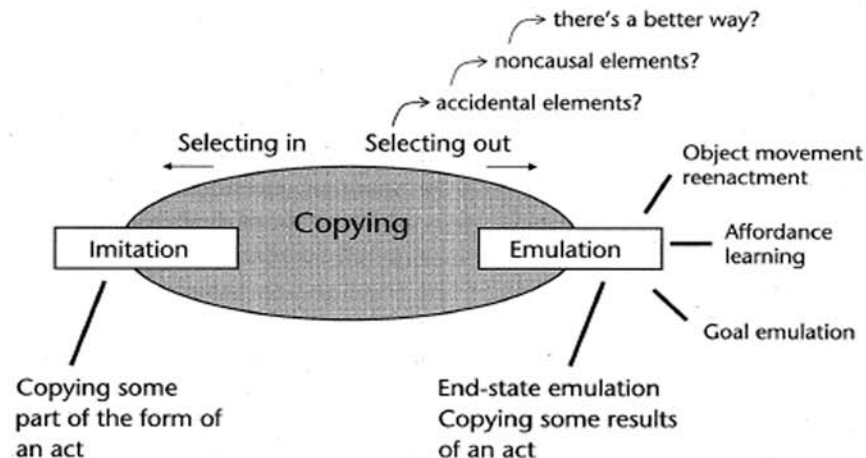 there's a better way?
noncausal elements?
accidental elements?
Selecting in
Selecting out
Object movement
reenactment
Copying
Affordance
learning
Imitation
Emulation
Goal emulation
Copying some
part of the form of
an act
End-state emulation
Copying some results
of an act